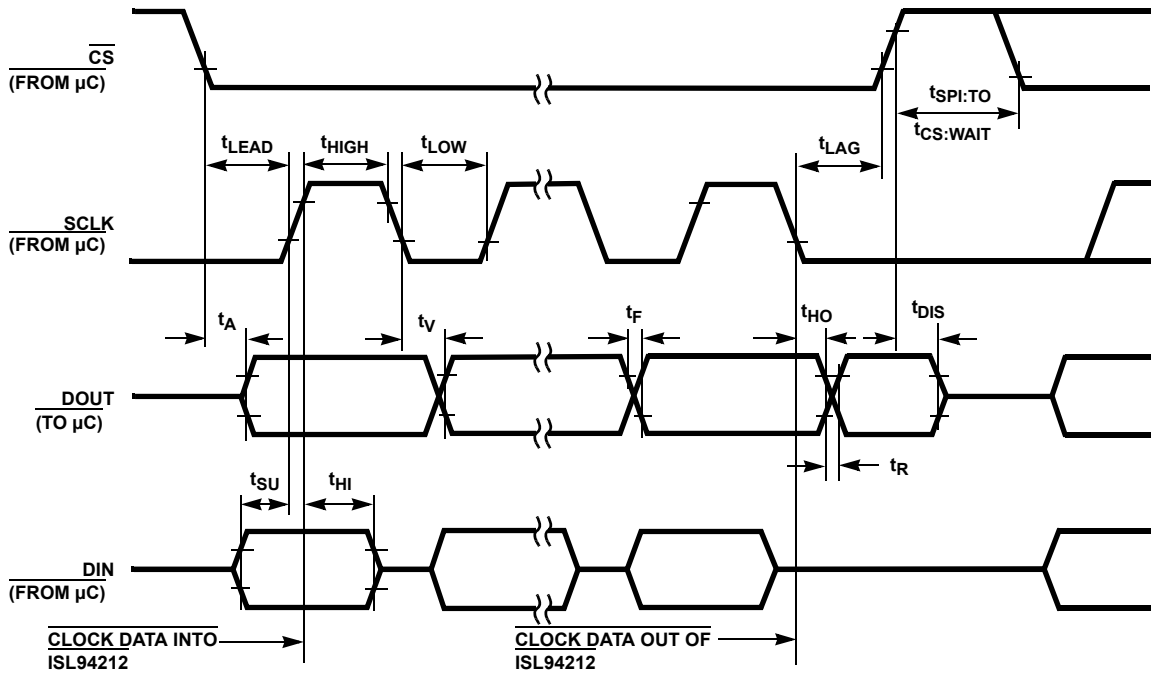 CS
(FROM µC)
tSPI:TO
tCS:WAIT
tLEAD
tHIGH
tLOW
tLAG
SCLK
(FROM µC)
tA
tV
tF
tHO
tDIS
DOUT
(TO µC)
tR
tSU
tHI
DIN
(FROM µC)
CLOCK DATA INTO
ISL94212
CLOCK DATA OUT OF
ISL94212